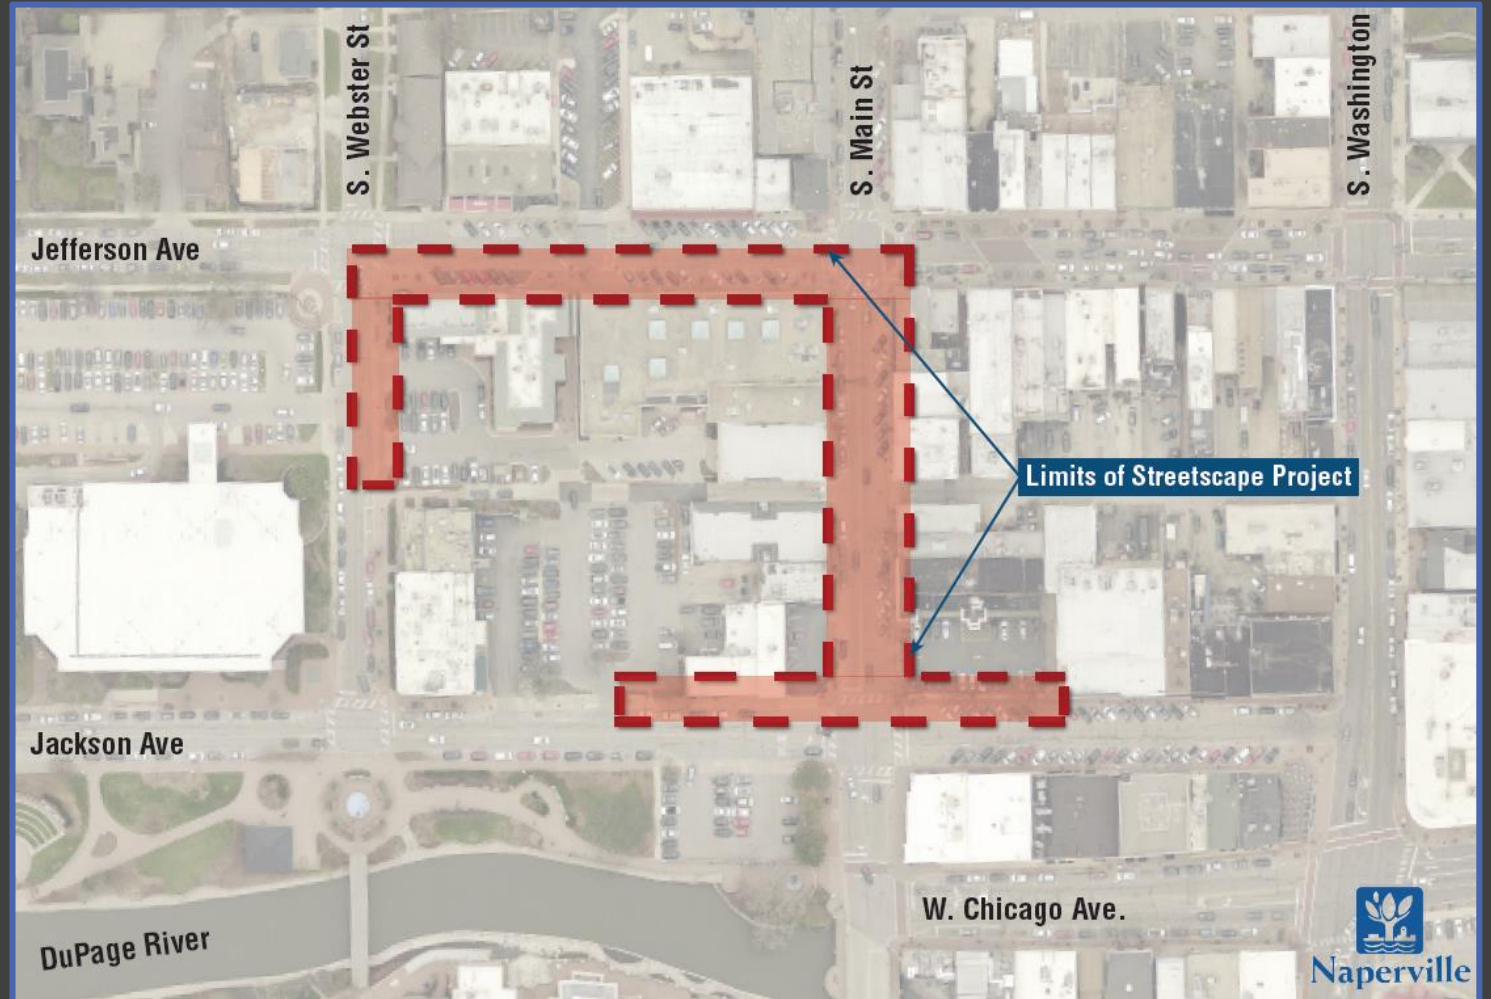 S. Webster St
S. Main St
S. Washington
Jefferson Ave
Limits of Streetscape Project
Jackson Ave
W. Chicago Ave.
DuPage River
Naperville